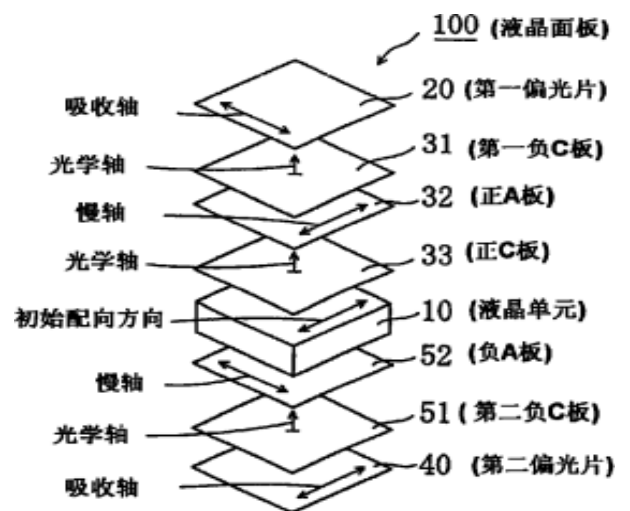 100 (液晶面板)
20 (第一偏光片)
吸收轴
31 (第一负C板)
光学轴
32 (正A板)
慢轴
33 (正C板)
光学轴
初始配向方向
10 (液晶单元)
52 (负A板)
慢轴
51 (第二负C板)
光学轴
40 (第二偏光片)
吸收轴